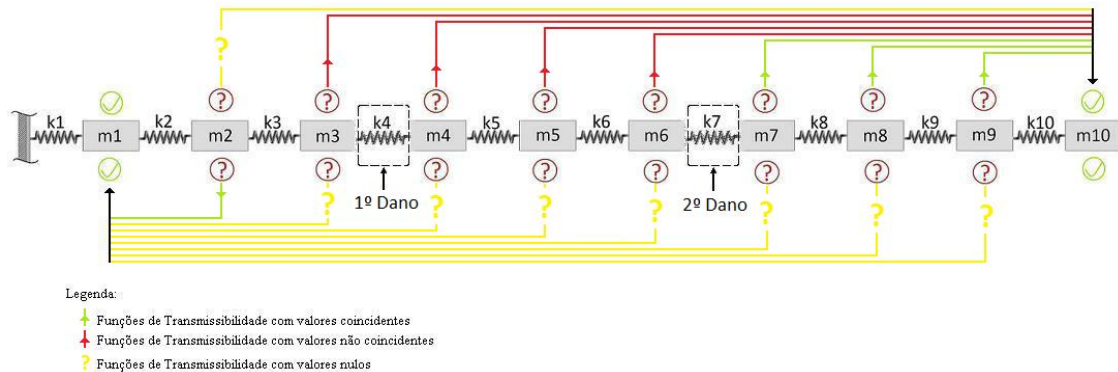 ? ? ? ? ? ? ? ? ?
k1 m1 k2 m2 k3 m3 k4 m4 k5 m5 k6 m6 k7 m7 k8 m8 k9 m9 k10 m10
? ? ? ? ? ? ? ?
1º Dano 2º Dano
? ? ? ? ? ? ?
Legenda:
Funções de Transmissibilidade com valores coincidentes
Funções de Transmissibilidade com valores não coincidentes
? Funções de Transmissibilidade com valores nulos